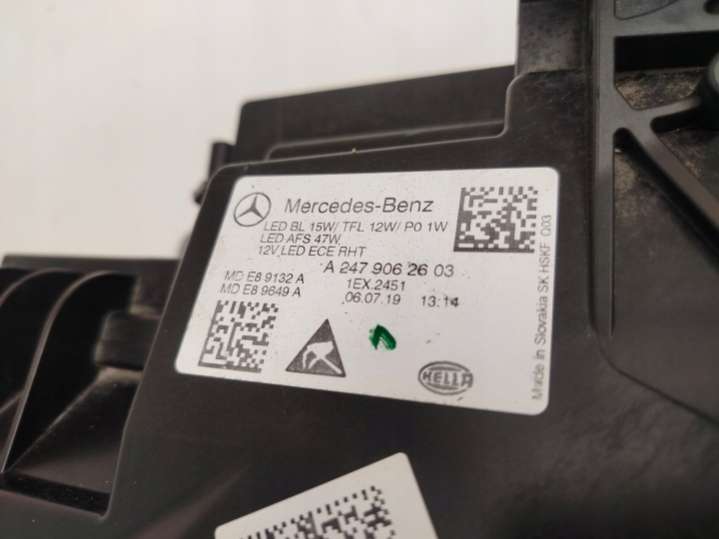 Mercedes-Benz
LED BL 15W/ TFL 12W/ PO 1W
LED AFS 47W
12V LED ECE RHT
A 247 906 26 03
MD E8 9132 A
1EX.2451
MD E8 9649 A
06.07.19 13:14
HELLA
Made in Slovakia SK HSKF Q03